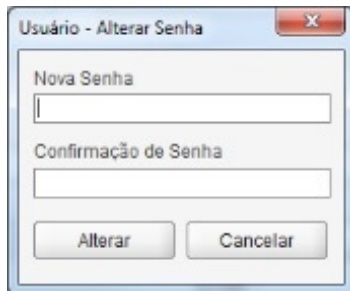 Usuário - Alterar Senha
Nova Senha
Confirmação de Senha
Alterar Cancelar